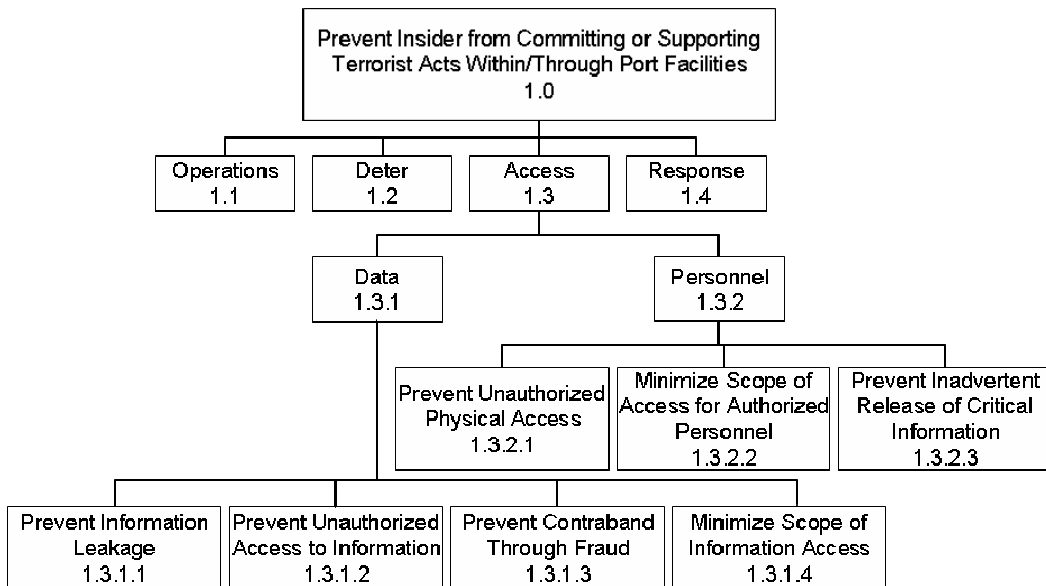 Prevent Insider from Committing or Supporting
Terrorist Acts Within/Through Port Facilities
1.0
Operations
1.1
Deter
1.2
Access
1.3
Response
1.4
Data
1.3.1
Personnel
1.3.2
Prevent Unauthorized
Physical Access
1.3.2.1
Minimize Scope of
Access for Authorized
Personnel
1.3.2.2
Prevent Inadvertent
Release of Critical
Information
1.3.2.3
Prevent Information
Leakage
1.3.1.1
Prevent Unauthorized
Access to Information
1.3.1.2
Prevent Contraband
Through Fraud
1.3.1.3
Minimize Scope of
Information Access
1.3.1.4